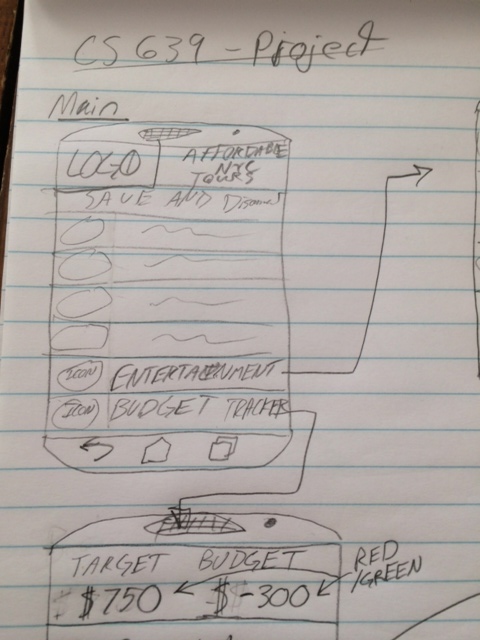 CS 639 - Project
Main
LOGO
AFFORDABLE
NYC
TOURS
SAVE AND Discount
ICON ENTERTAINMENT
ICON BUDGET TRACKER
TARGET BUDGET
$750 $-300
RED
/GREEN